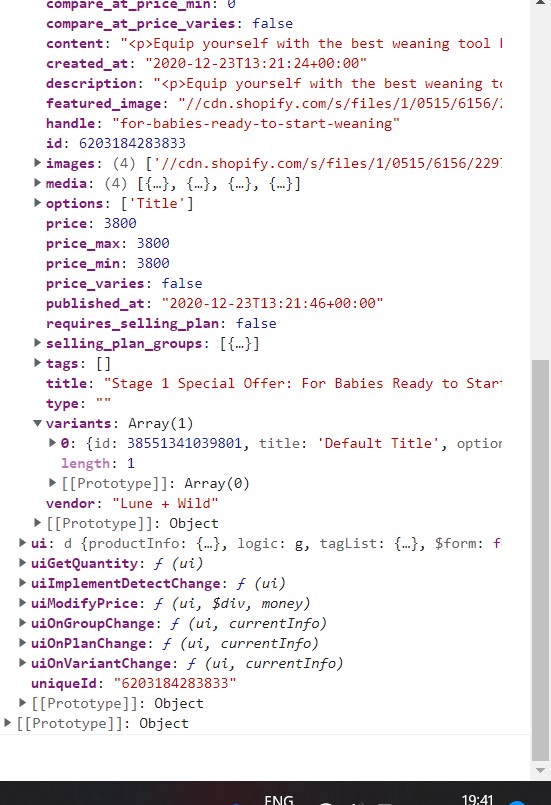 compare_at_price_min: 0
compare_at_price_varies: false
content: "<p>Equip yourself with the best weaning tool
created_at: "2020-12-23T13:21:24+00:00"
description: "<p>Equip yourself with the best weaning
featured_image: "//cdn.shopify.com/s/files/1/0515/6156/
handle: "for-babies-ready-to-start-weaning"
id: 6203184283833
▶ images: (4) ['//cdn.shopify.com/s/files/1/0515/6156/229
▶ media: (4) [{…}, {…}, {…}, {…}]
▶ options: ['Title']
price: 3800
price_max: 3800
price_min: 3800
price_varies: false
published_at: "2020-12-23T13:21:46+00:00"
requires_selling_plan: false
▶ selling_plan_groups: [{…}]
▶ tags: []
title: "Stage 1 Special Offer: For Babies Ready to Star
type: ""
▼ variants: Array(1)
▶ 0: {id: 38551341039801, title: 'Default Title', option
length: 1
▶ [[Prototype]]: Array(0)
vendor: "Lune + Wild"
▶ [[Prototype]]: Object
▶ ui: d {productInfo: {…}, logic: g, tagList: {…}, $form: f
▶ uiGetQuantity: ƒ (ui)
▶ uiImplementDetectChange: ƒ (ui)
▶ uiModifyPrice: ƒ (ui, $div, money)
▶ uiOnGroupChange: ƒ (ui, currentInfo)
▶ uiOnPlanChange: ƒ (ui, currentInfo)
▶ uiOnVariantChange: ƒ (ui, currentInfo)
uniqueId: "6203184283833"
▶ [[Prototype]]: Object
▶ [[Prototype]]: Object
ENG 19:41